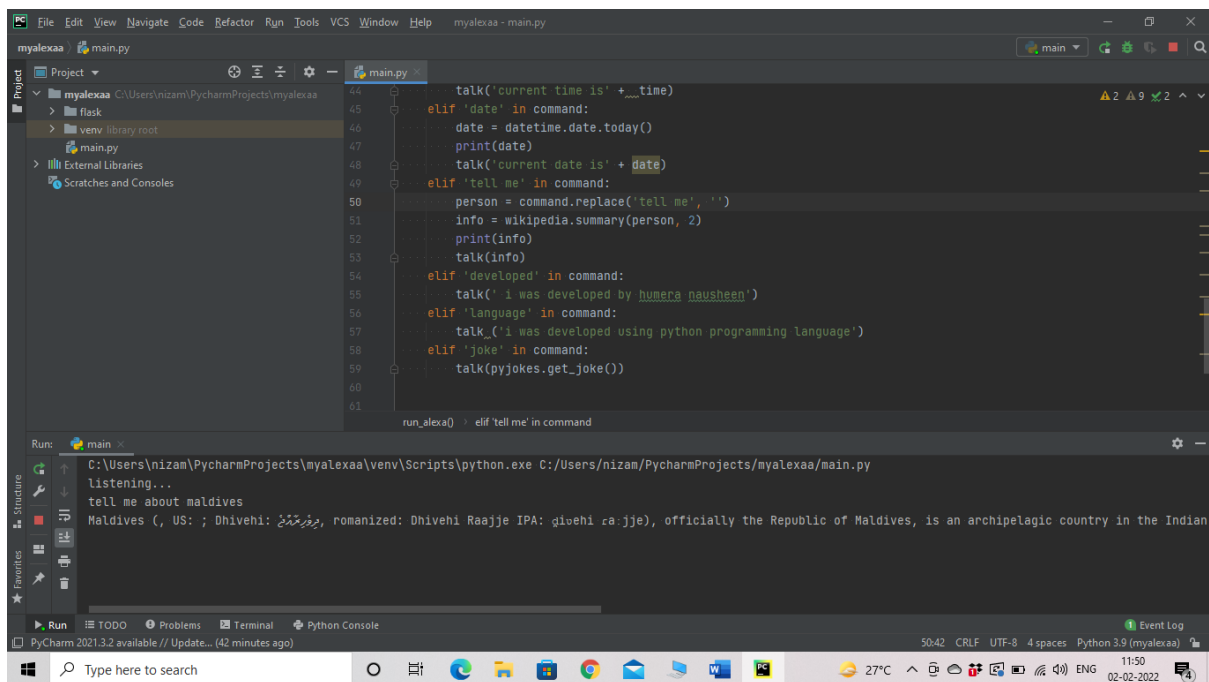 File Edit View Navigate Code Refactor Run Tools VCS Window Help myalexaa - main.py
myalexaa main.py main
Project
Project main.py
myalexaa C:\Users\nizam\PycharmProjects\myalexaa
flask
venv library root
main.py
External Libraries
Scratches and Consoles
2 9 2
44 talk('current time is' + time)
45 elif 'date' in command:
46 date = datetime.date.today()
47 print(date)
48 talk('current date is' + date)
49 elif 'tell me' in command:
50 person = command.replace('tell me', '')
51 info = wikipedia.summary(person, 2)
52 print(info)
53 talk(info)
54 elif 'developed' in command:
55 talk(' i was developed by humera nausheen')
56 elif 'language' in command:
57 talk ('i was developed using python programming language')
58 elif 'joke' in command:
59 talk(pyjokes.get_joke())
60
61
run_alexa() elif 'tell me' in command
Run: main
C:\Users\nizam\PycharmProjects\myalexaa\venv\Scripts\python.exe C:/Users/nizam/PycharmProjects/myalexaa/main.py
listening...
tell me about maldives
Maldives (, US: ; Dhivehi: ދިވެހިރާއްޖެ, romanized: Dhivehi Raajje IPA: d̪iʋehi ɾaːjje), officially the Republic of Maldives, is an archipelagic country in the Indian
Structure
Favorites
Run TODO Problems Terminal Python Console 1 Event Log
PyCharm 2021.3.2 available // Update... (42 minutes ago) 50:42 CRLF UTF-8 4 spaces Python 3.9 (myalexaa)
Type here to search 27°C ENG 11:50
02-02-2022 4